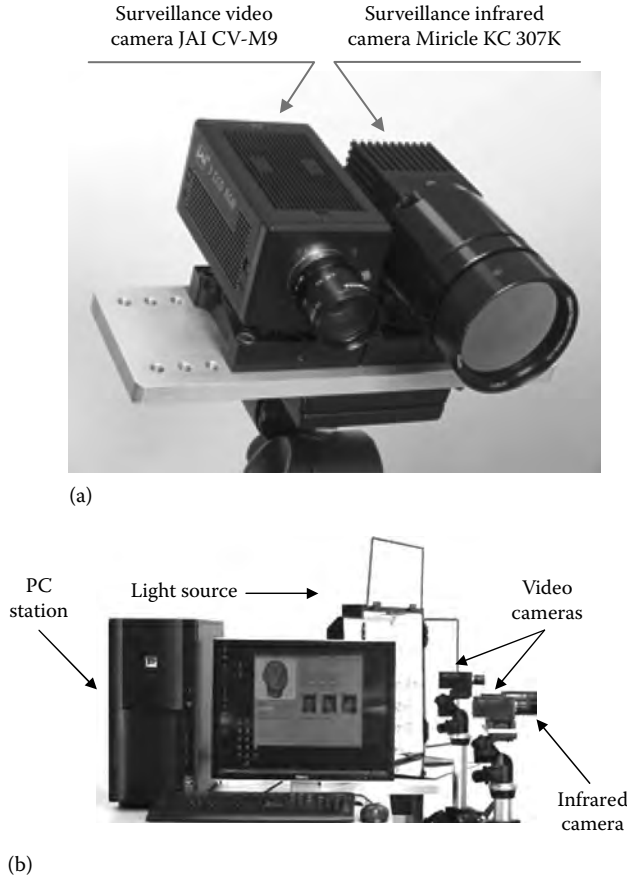 Surveillance video
camera JAI CV-M9
Surveillance infrared
camera Miricle KC 307K
(a)
PC
station
Light source
Video
cameras
Infrared
camera
(b)